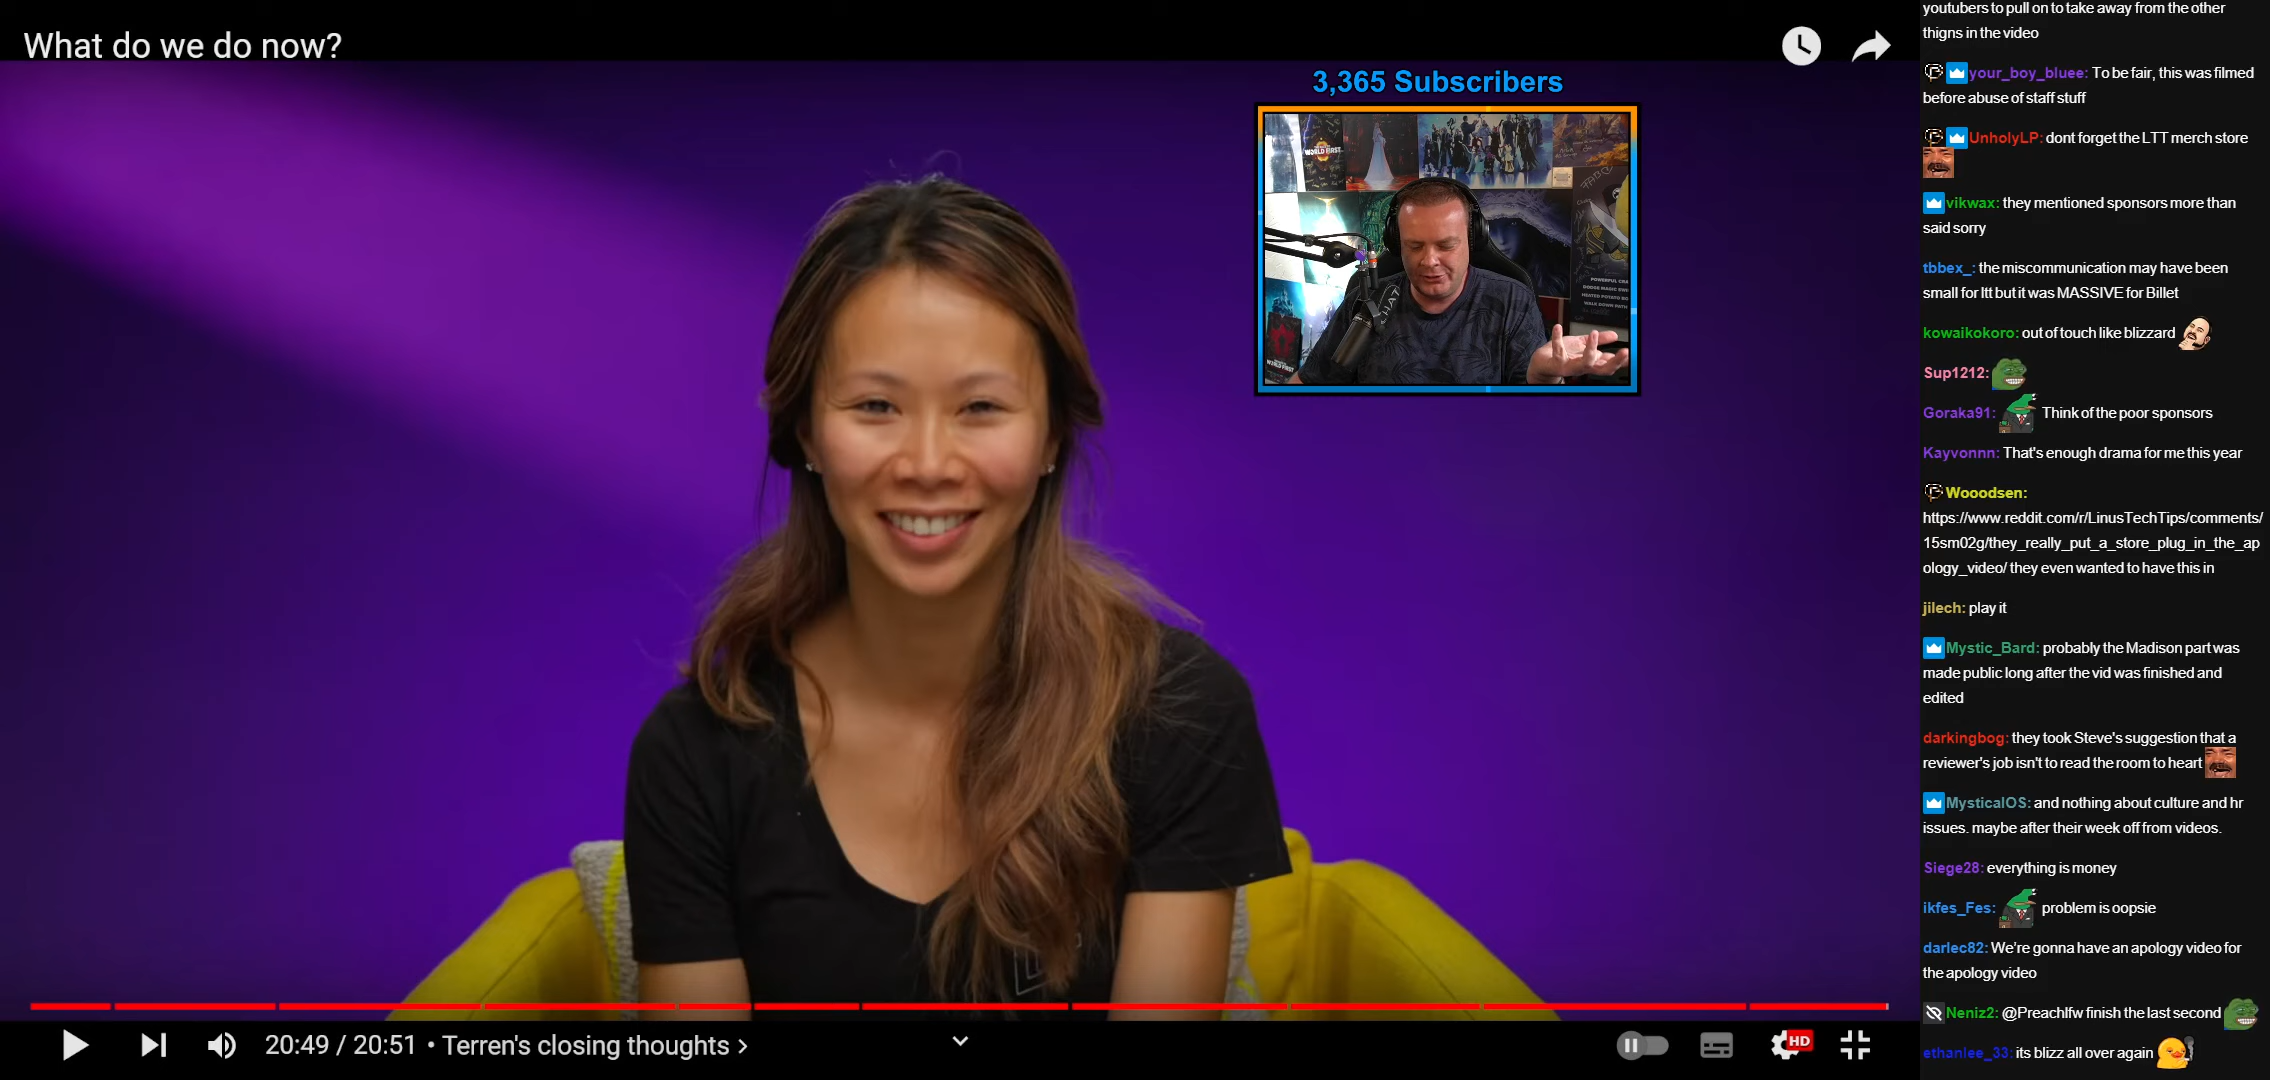 What do we do now?
3,365 Subscribers
WORLD FIRST
CHAT
20:49 / 20:51 • Terren's closing thoughts
HD
youtubers to pull on to take away from the other
thigns in the video
your_boy_bluee: To be fair, this was filmed
before abuse of staff stuff
UnholyLP: dont forget the LTT merch store
vikwax: they mentioned sponsors more than
said sorry
tbbex_: the miscommunication may have been
small for ltt but it was MASSIVE for Billet
kowaikokoro: out of touch like blizzard
Sup1212:
Goraka91: Think of the poor sponsors
Kayvonnn: That's enough drama for me this year
Wooodsen:
https://www.reddit.com/r/LinusTechTips/comments/
15sm02g/they_really_put_a_store_plug_in_the_ap
ology_video/ they even wanted to have this in
jilech: play it
Mystic_Bard: probably the Madison part was
made public long after the vid was finished and
edited
darkingbog: they took Steve's suggestion that a
reviewer's job isn't to read the room to heart
MysticalOS: and nothing about culture and hr
issues. maybe after their week off from videos.
Siege28: everything is money
ikfes_Fes: problem is oopsie
darlec82: We're gonna have an apology video for
the apology video
Neniz2: @Preachlfw finish the last second
ethanlee_33: its blizz all over again